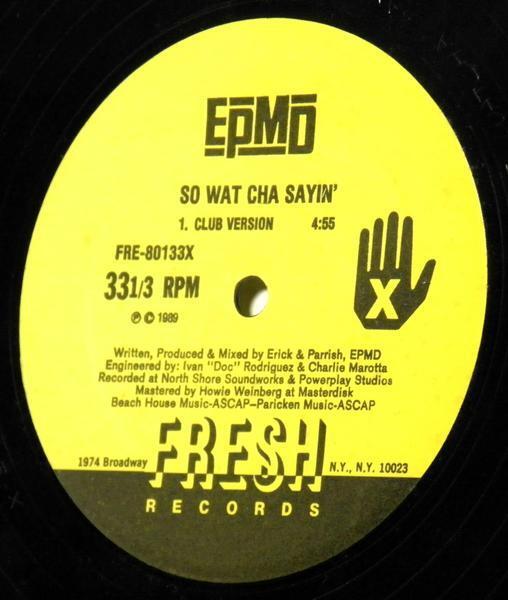 EPMD
SO WAT CHA SAYIN'
1. CLUB VERSION 4:55
FRE-80133X
33 1/3 RPM
℗ © 1989
X
Written, Produced & Mixed by Erick & Parrish, EPMD
Engineered by: Ivan "Doc" Rodriguez & Charlie Marotta
Recorded at North Shore Soundworks & Powerplay Studios
Mastered by Howie Weinberg at Masterdisk
Beach House Music-ASCAP–Paricken Music-ASCAP
1974 Broadway FRESH N.Y., N.Y. 10023
RECORDS